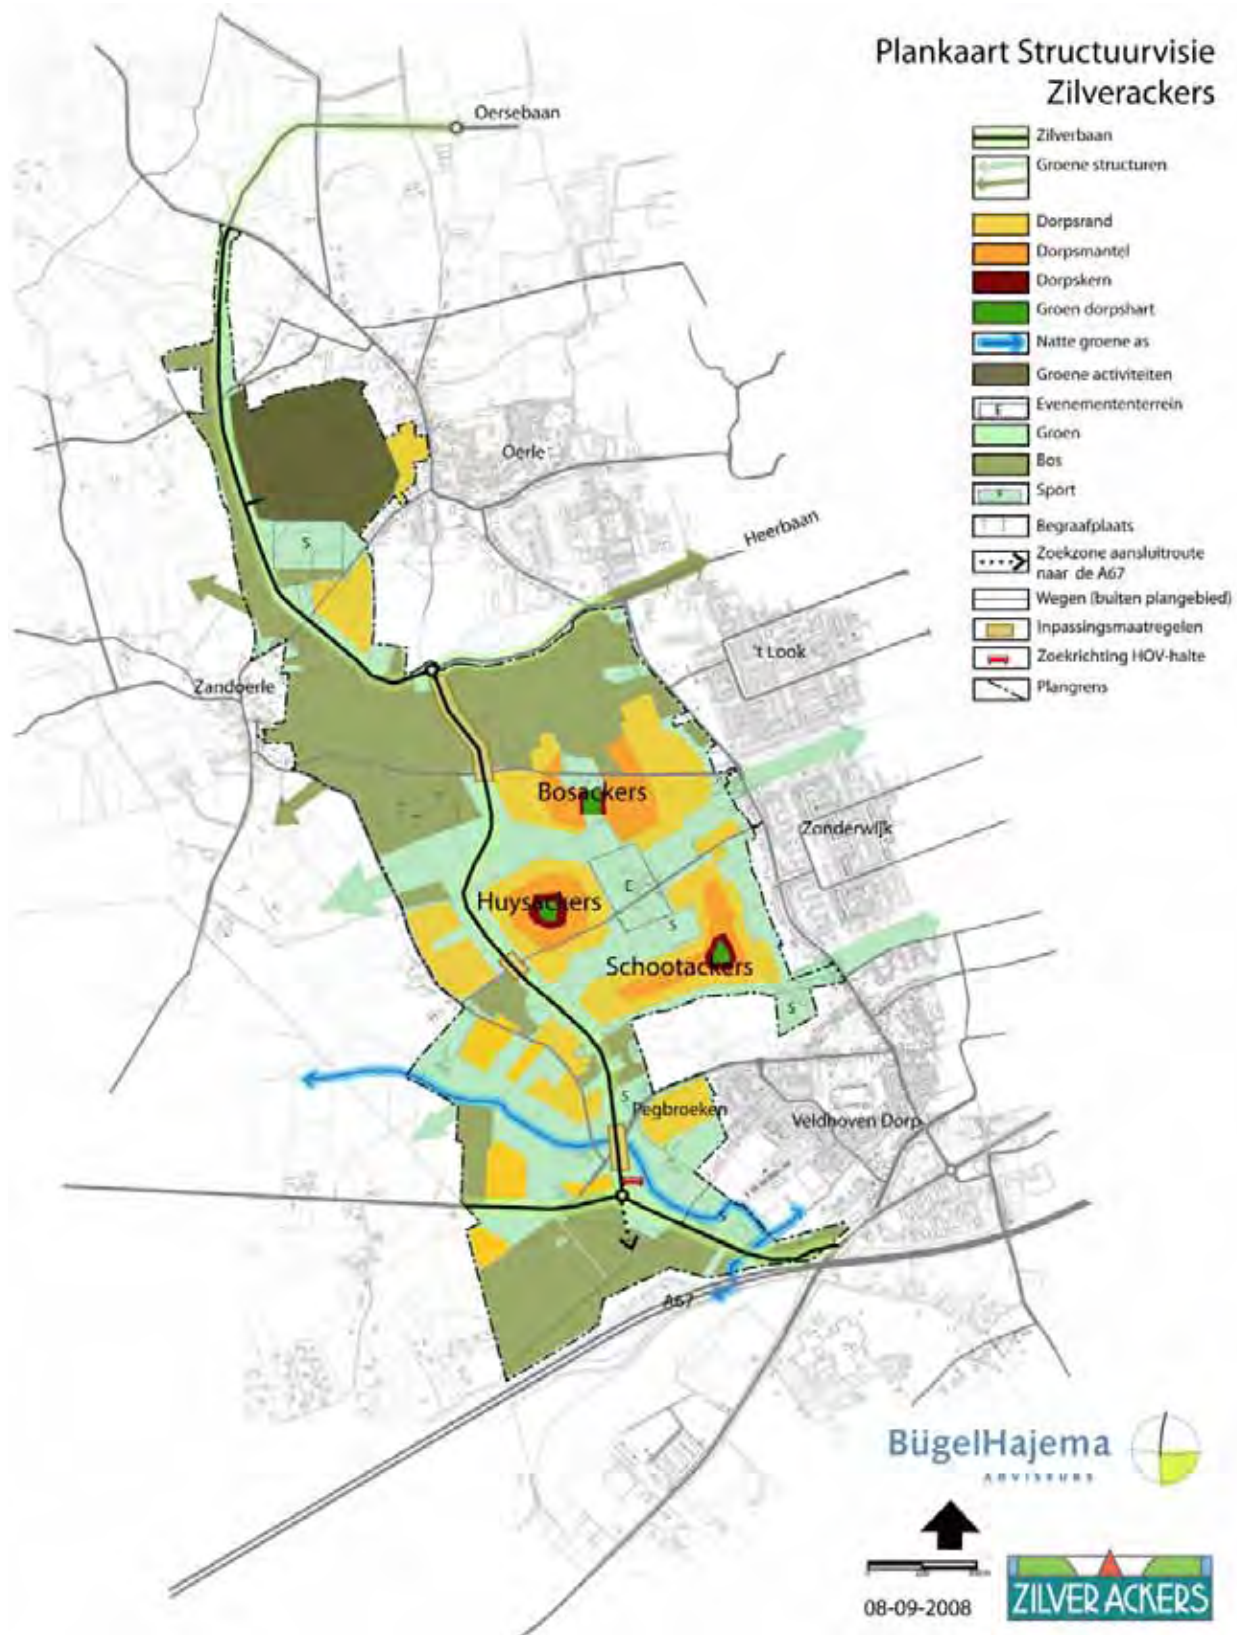 Plankaart Structuurvisie
Zilverackers
Zilverbaan
Groene structuren
Dorpsrand
Dorpsmantel
Dorpskern
Groen dorpshart
Natte groene as
Groene activiteiten
E
Evenemententerrein
Groen
Bos
Sport
Begraafplaats
Zoekzone aansluitroute
naar de A67
Wegen (buiten plangebied)
Inpassingsmaatregelen
Zoekrichting HOV-halte
Plangrens
Oersebaan
Oerle
Heerbaan
S
't Look
Zandoerle
Bosackers
Zonderwijk
E
Huysackers
S
Schootackers
S
S
Pegbroeken
Veldhoven Dorp
A67
BügelHajema
ADVISEURS
08-09-2008
ZILVER ACKERS